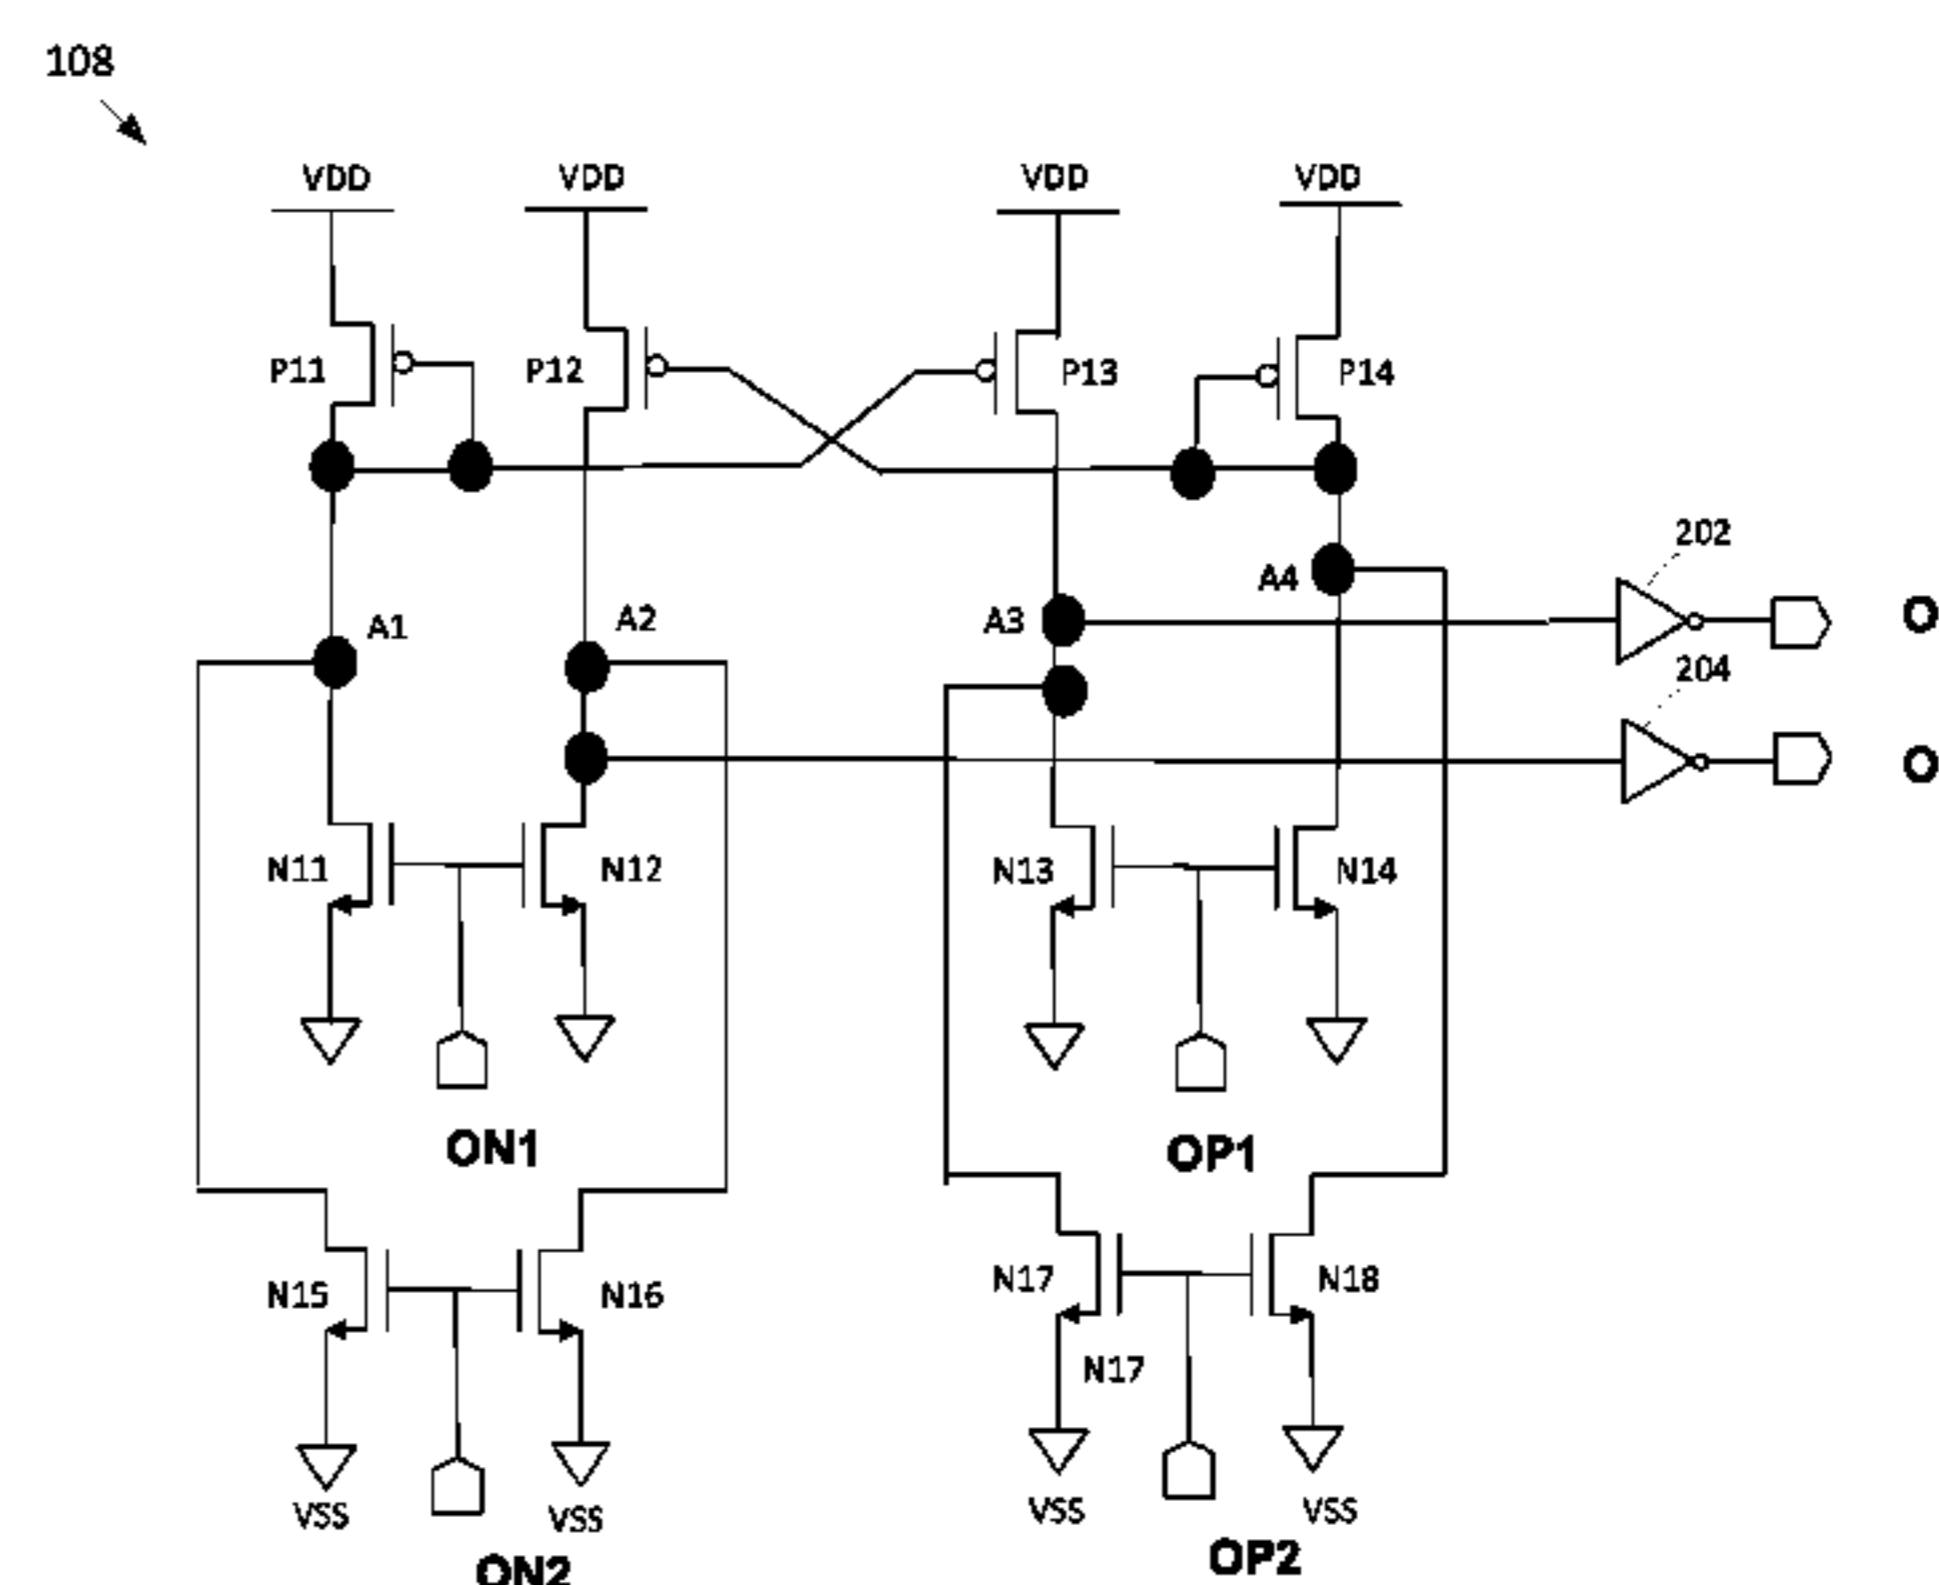 108
VDD VDD VDD VDD
P11 P12 P13 P14
202
A4
A1 A2 A3 O
204
O
N11 N12 N13 N14
ON1 OP1
N15 N16 N17 N18
N17
VSS VSS VSS VSS
ON2 OP2